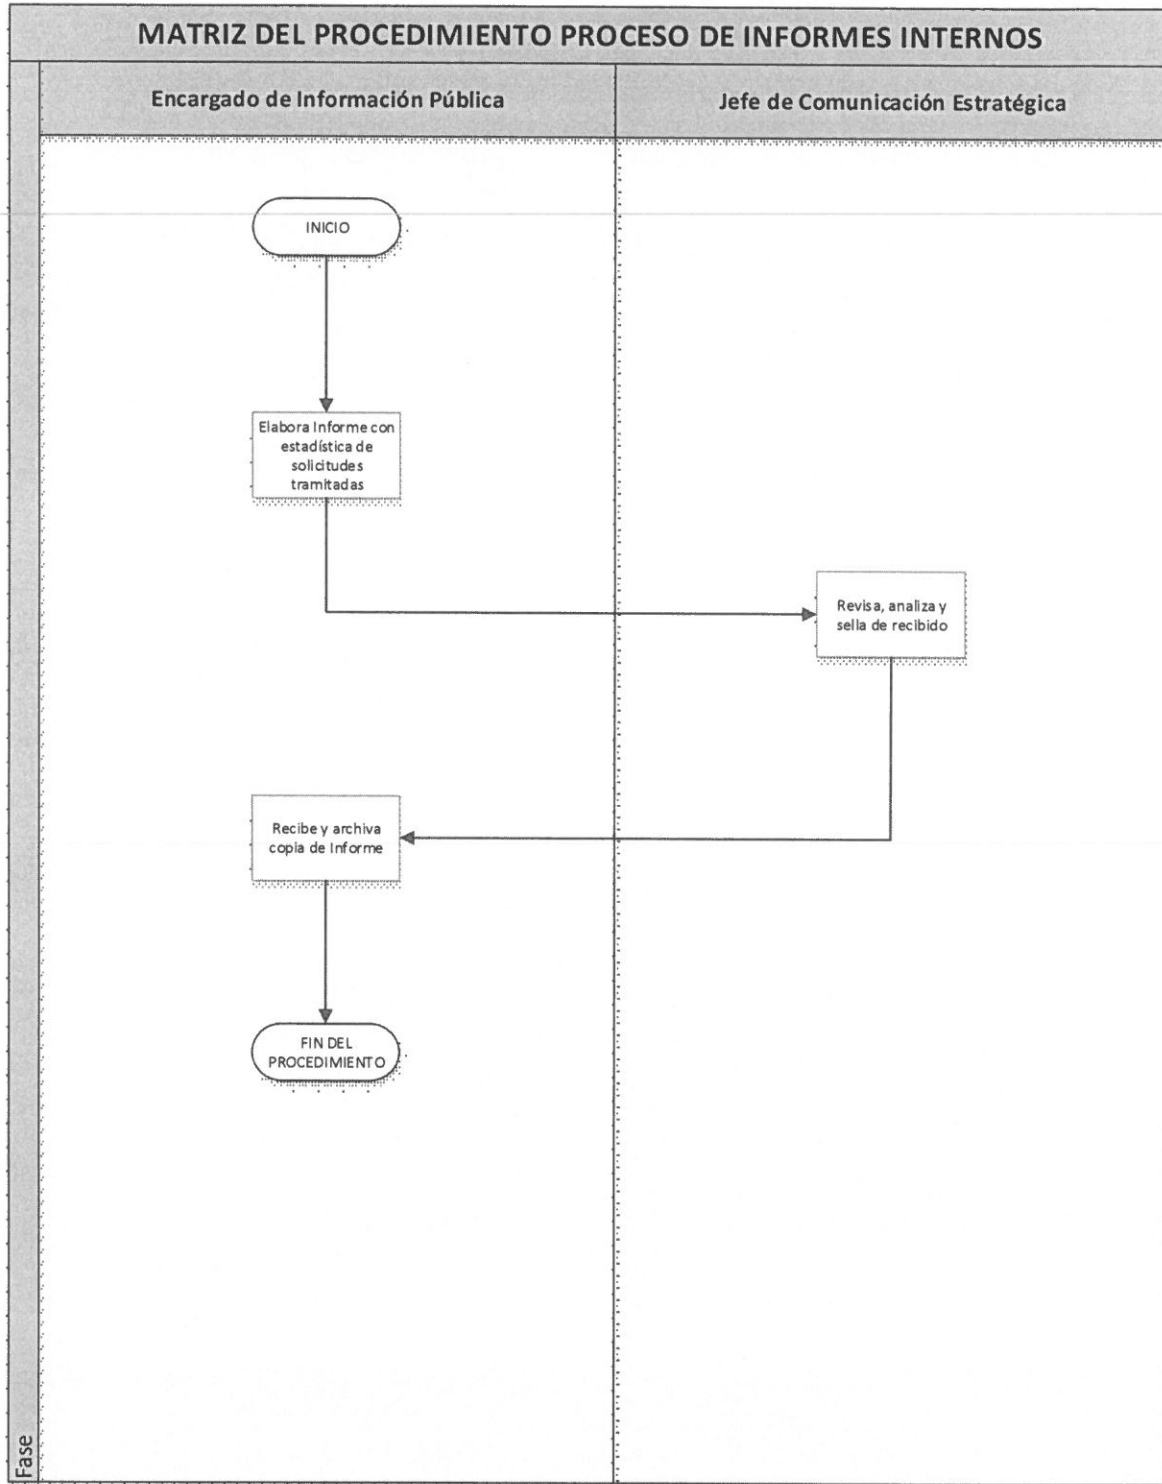 MATRIZ DEL PROCEDIMIENTO PROCESO DE INFORMES INTERNOS
Encargado de Información Pública
Jefe de Comunicación Estratégica
INICIO
Elabora Informe con
estadística de
solicitudes
tramitadas
Revisa, analiza y
sella de recibido
Recibe y archiva
copia de Informe
FIN DEL
PROCEDIMIENTO
Fase